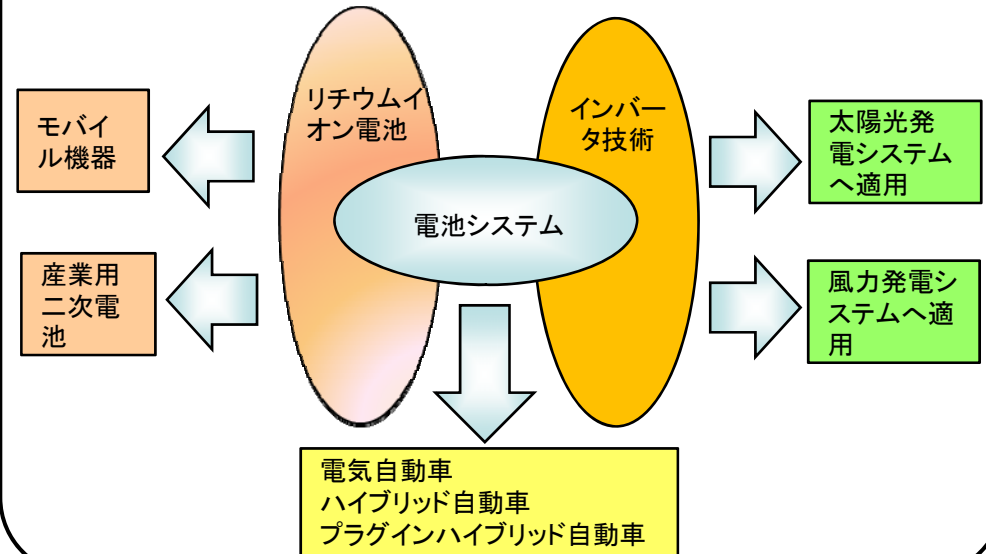 リチウムイ
オン電池
インバー
タ技術
モバイ
ル機器
太陽光発
電システム
へ適用
電池システム
産業用
二次電
池
風力発電シ
ステムへ適
用
電気自動車
ハイブリッド自動車
プラグインハイブリッド自動車